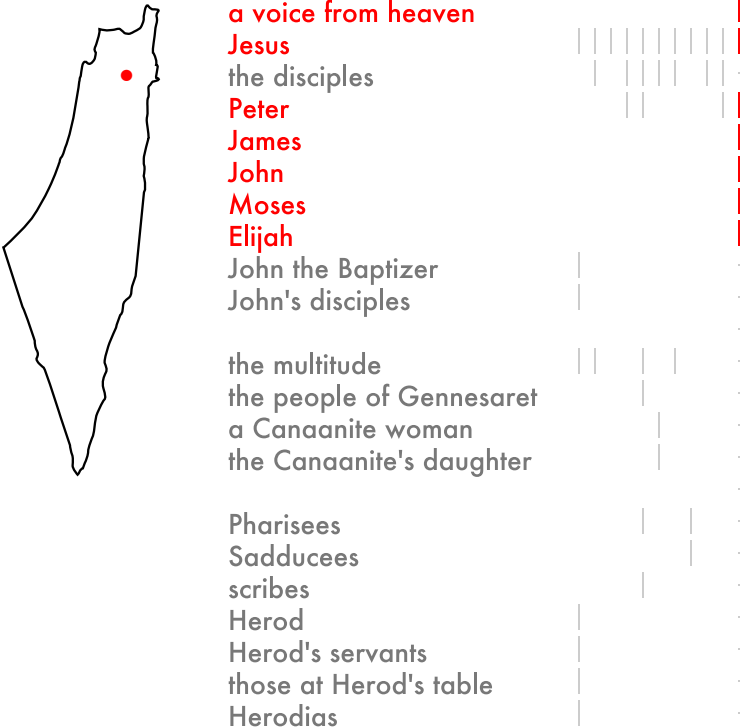 a voice from heaven
Jesus
the disciples
Peter
James
John
Moses
Elijah
John the Baptizer
John's disciples
the multitude
the people of Gennesaret
a Canaanite woman
the Canaanite's daughter
Pharisees
Sadducees
scribes
Herod
Herod's servants
those at Herod's table
Herodias